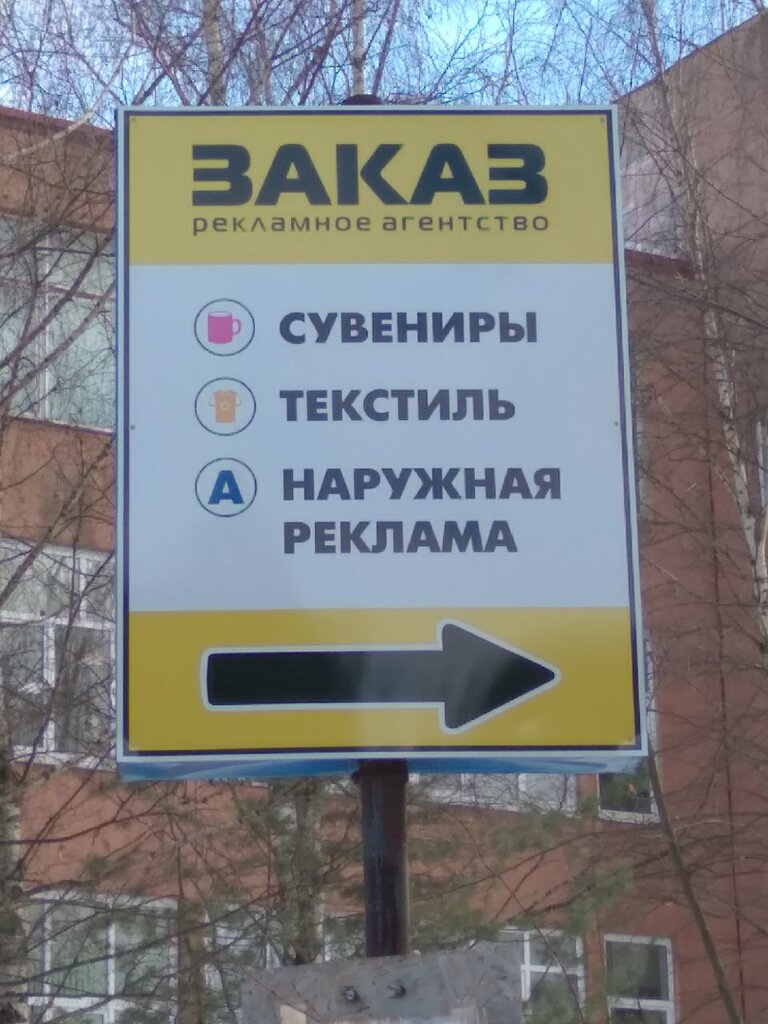 ЗАКАЗ
рекламное агентство
СУВЕНИРЫ
ТЕКСТИЛЬ
А НАРУЖНАЯ
РЕКЛАМА